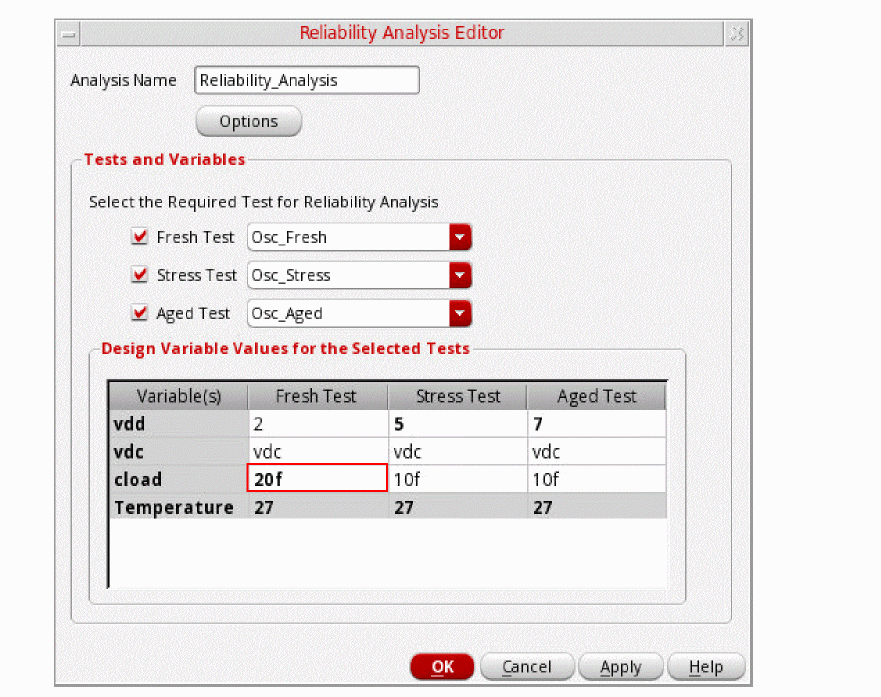 Reliability Analysis Editor
Analysis Name Reliability_Analysis
Options
Tests and Variables
Select the Required Test for Reliability Analysis
Fresh Test Osc_Fresh
Stress Test Osc_Stress
Aged Test Osc_Aged
Design Variable Values for the Selected Tests
Variable(s) Fresh Test Stress Test Aged Test
vdd 2 5 7
vdc vdc vdc vdc
cload 20f 10f 10f
Temperature 27 27 27
OK Cancel Apply Help